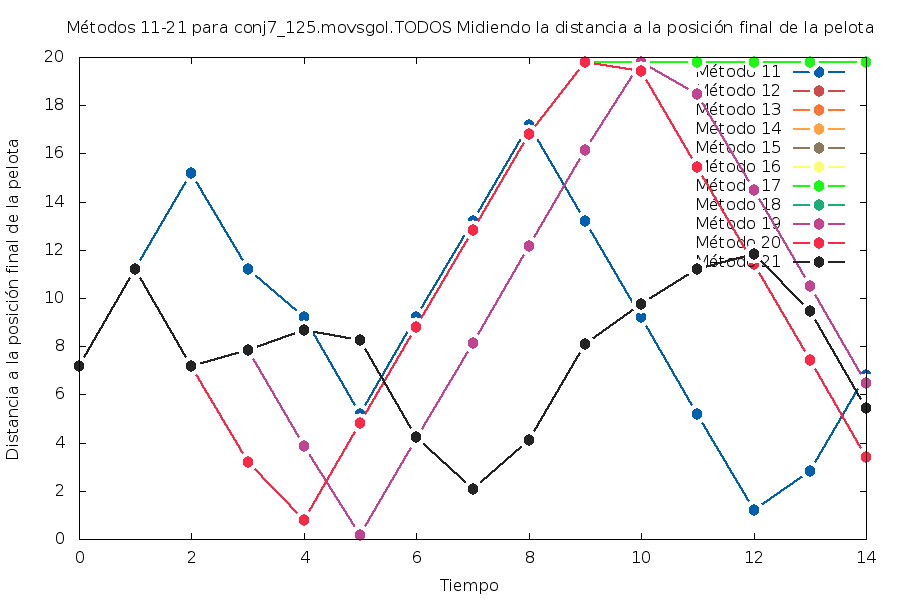 Métodos 11-21 para conj7_125.movsgol.TODOS Midiendo la distancia a la posición final de la pelota
Distancia a la posición final de la pelota
20
18
16
14
12
10
8
6
4
2
0
Método 11
Método 12
Método 13
Método 14
Método 15
Método 16
Método 17
Método 18
Método 19
Método 20
Método 21
0 2 4 6 8 10 12 14
Tiempo